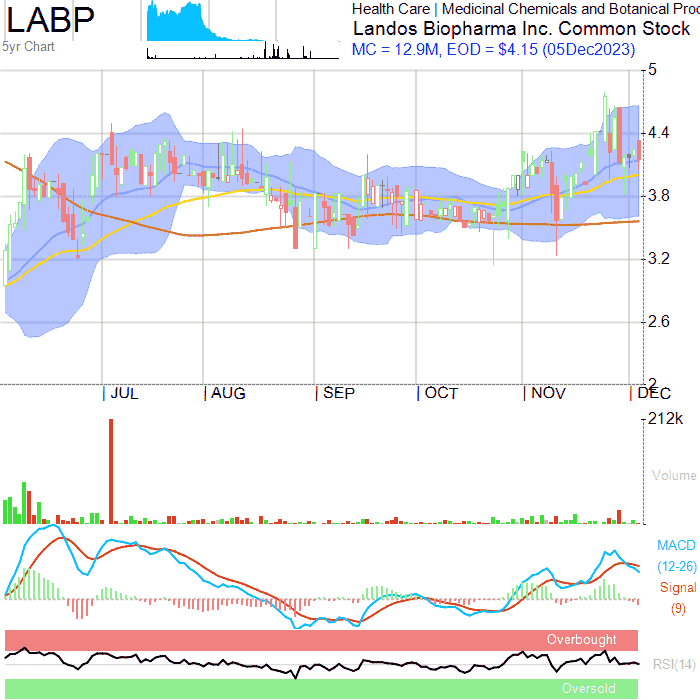 LABP
5yr Chart
Health Care | Medicinal Chemicals and Botanical Proc
Landos Biopharma Inc. Common Stock
MC = 12.9M, EOD = $4.15 (05Dec2023)
5
4.4
3.8
3.2
2.6
2
JUL AUG SEP OCT NOV DEC
212k
Volume
MACD
(12-26)
Signal
(9)
Overbought
RSI(14)
Oversold